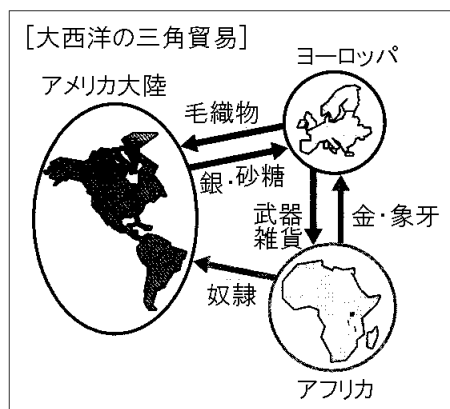 [大西洋の三角貿易]
アメリカ大陸
ヨーロッパ
毛織物
銀・砂糖
武器
雑貨
金・象牙
奴隷
アフリカ